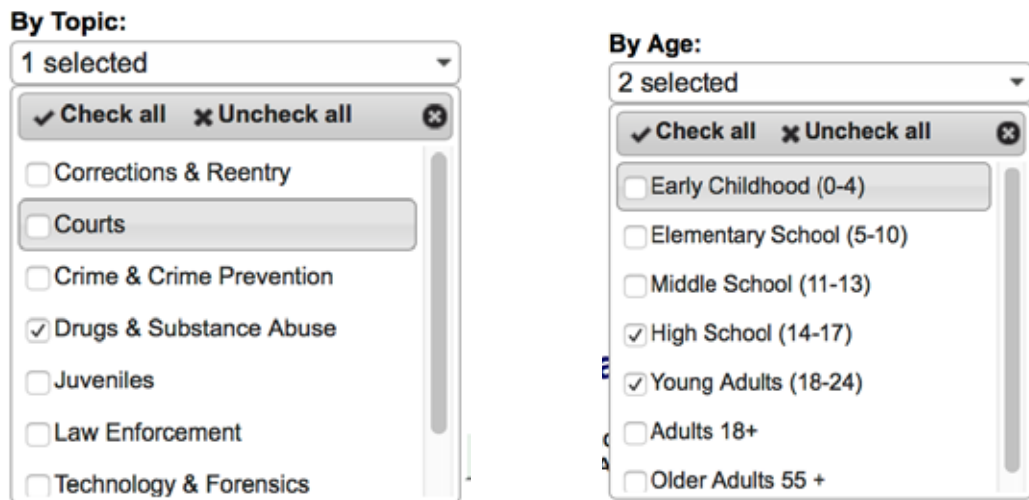 By Topic:
1 selected
Check all Uncheck all
Corrections & Reentry
Courts
Crime & Crime Prevention
Drugs & Substance Abuse
Juveniles
Law Enforcement
Technology & Forensics
By Age:
2 selected
Check all Uncheck all
Early Childhood (0-4)
Elementary School (5-10)
Middle School (11-13)
High School (14-17)
Young Adults (18-24)
Adults 18+
Older Adults 55 +